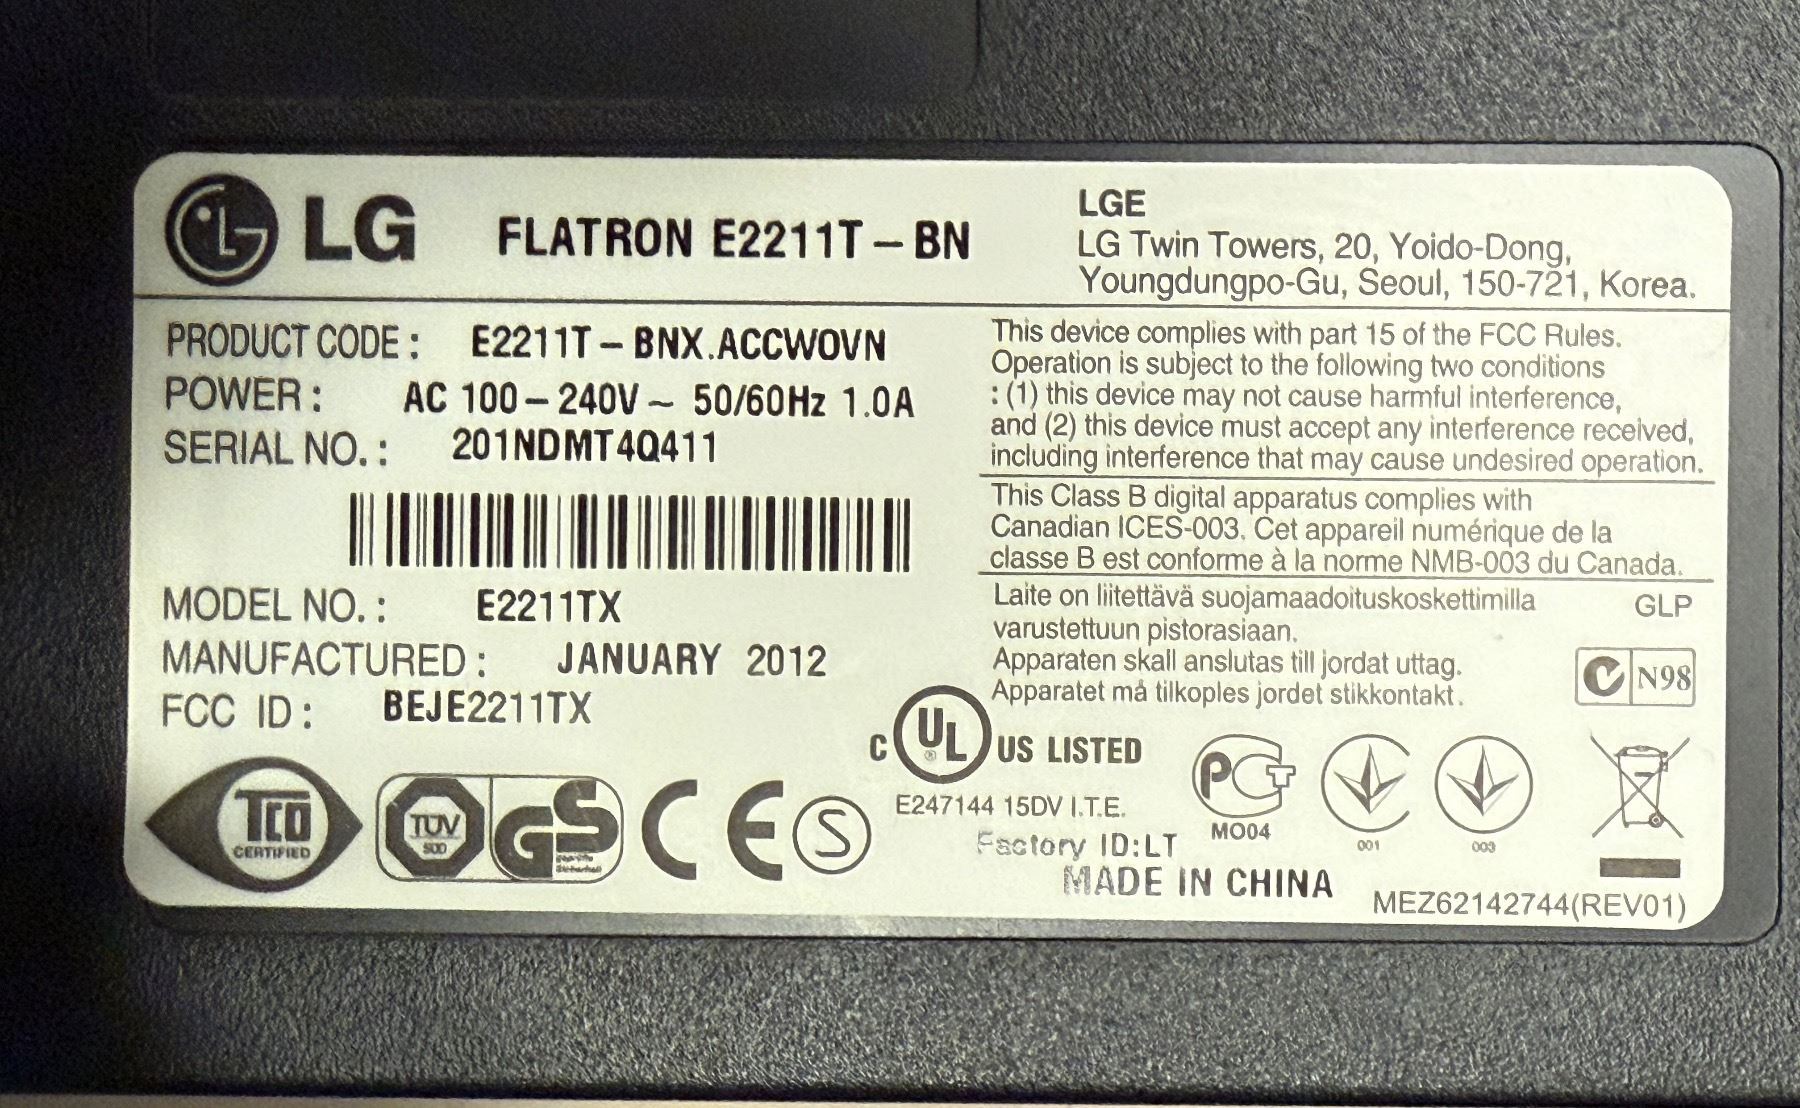 LG FLATRON E2211T-BN
LGE
LG Twin Towers, 20, Yoido-Dong,
Youngdungpo-Gu, Seoul, 150-721, Korea.
PRODUCT CODE: E2211T-BNX.ACCWOVN
POWER: AC 100-240V~ 50/60Hz 1.0A
SERIAL NO.: 201NDMT4Q411
MODEL NO.: E2211TX
MANUFACTURED: JANUARY 2012
FCC ID: BEJE2211TX
This device complies with part 15 of the FCC Rules.
Operation is subject to the following two conditions
: (1) this device may not cause harmful interference,
and (2) this device must accept any interference received,
including interference that may cause undesired operation.
This Class B digital apparatus complies with
Canadian ICES-003. Cet appareil numérique de la
classe B est conforme à la norme NMB-003 du Canada.
Laite on liitettävä suojamaadoituskoskettimilla
varustettuun pistorasiaan.
Apparaten skall anslutas till jordat uttag.
Apparatet må tilkoples jordet stikkontakt.
GLP
N98
TCO
CERTIFIED
TÜV
SÜD
GS
geprüfte
Sicherheit
CE
S
C UL ® US LISTED
E247144 15DV I.T.E.
Factory ID:LT
MADE IN CHINA
PCT
MO04
001
003
MEZ62142744(REV01)